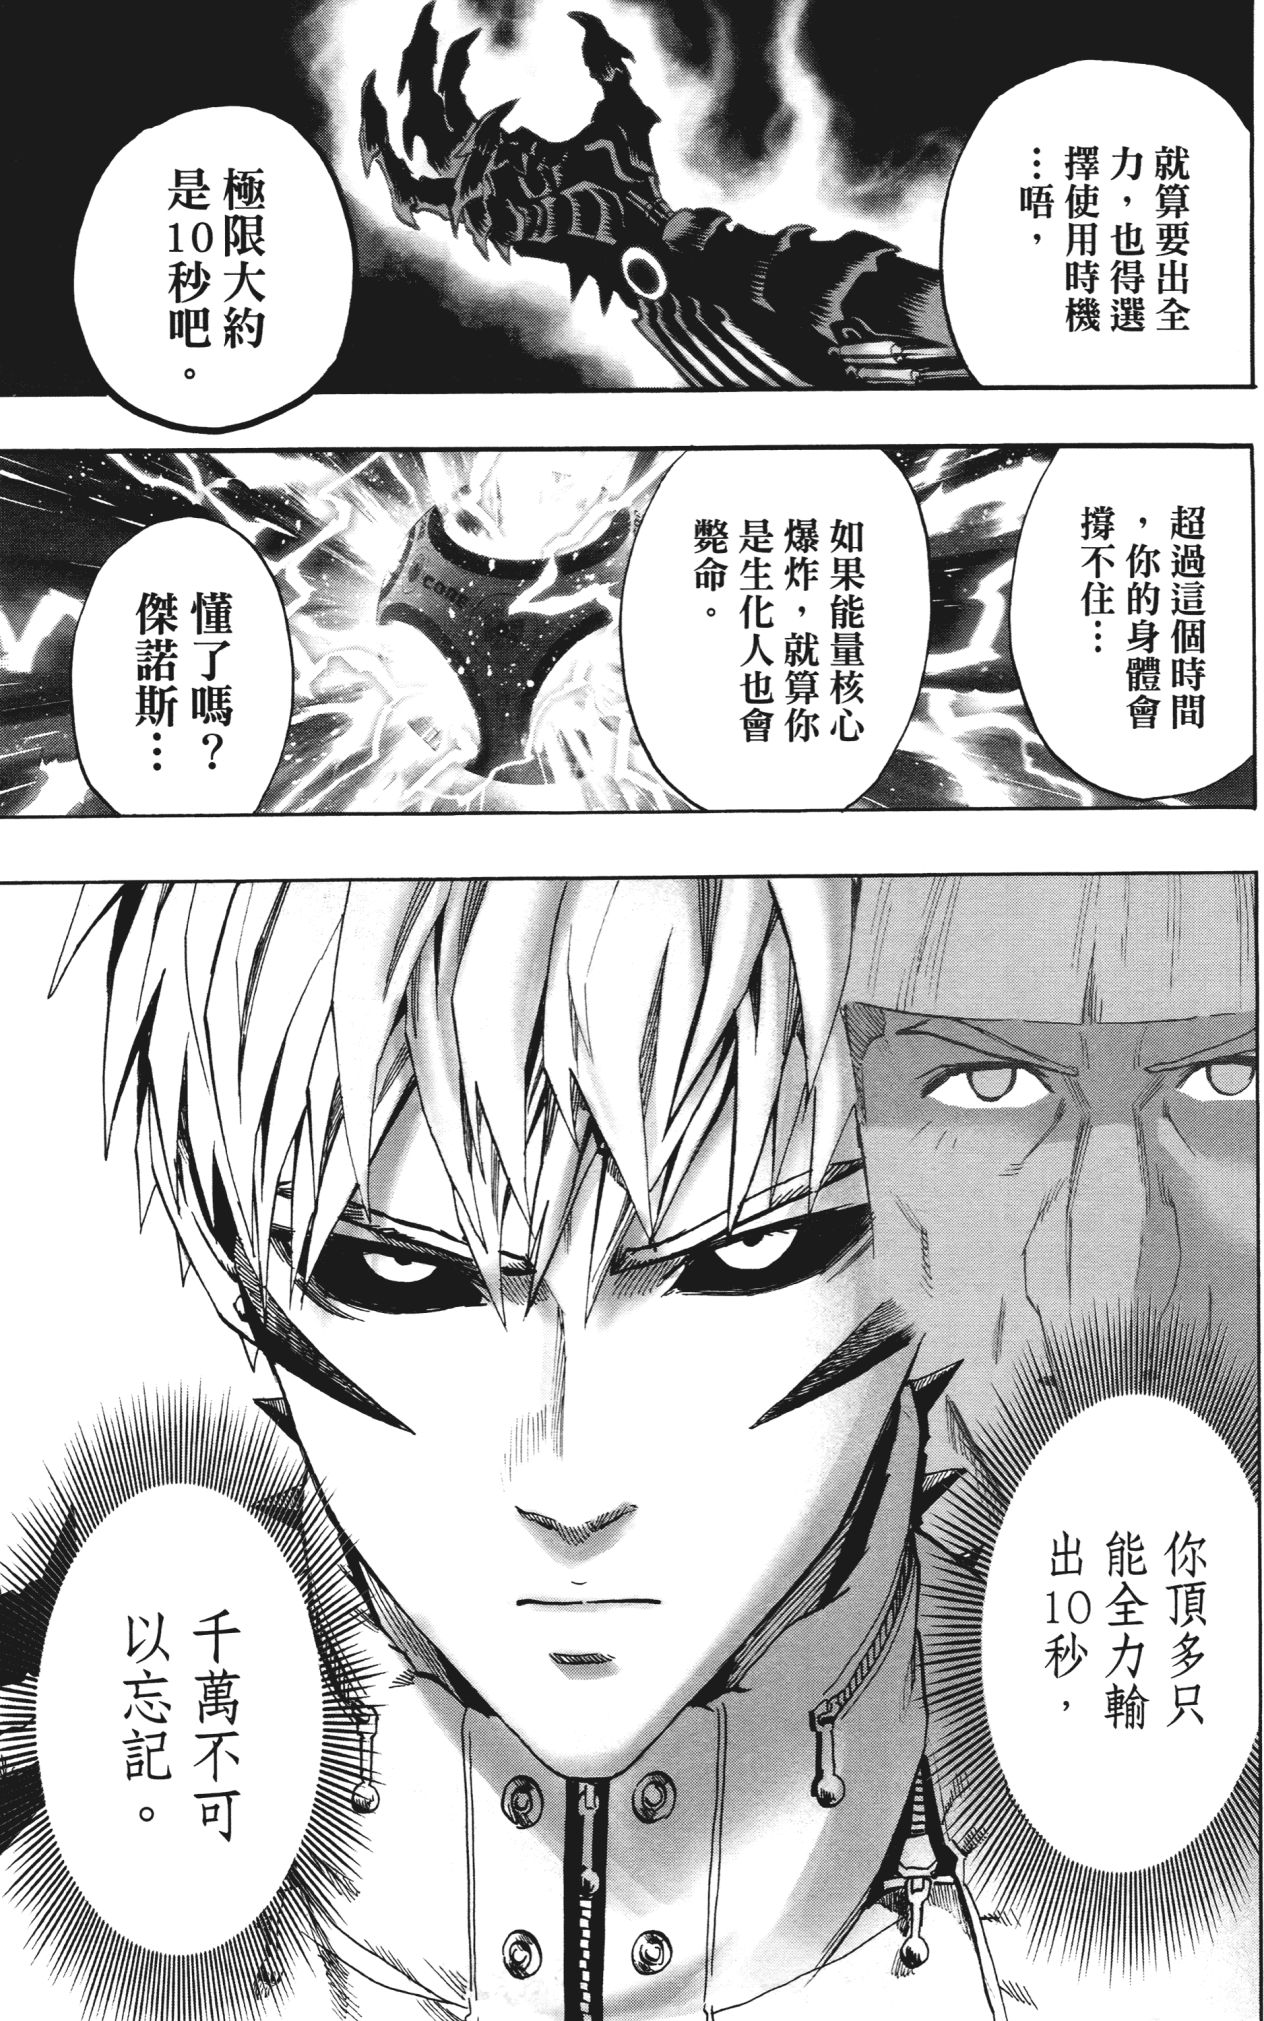 就算要出全
力，也得選
擇使用時機
…唔，
極限大約
是10秒吧。
超過這個時間
，你的身體會
撐不住…
如果能量核心
爆炸，就算你
是生化人也會
斃命。
core
懂了嗎？
傑諾斯…
你頂多只
能全力輸
出10秒，
千萬不可
以忘記。